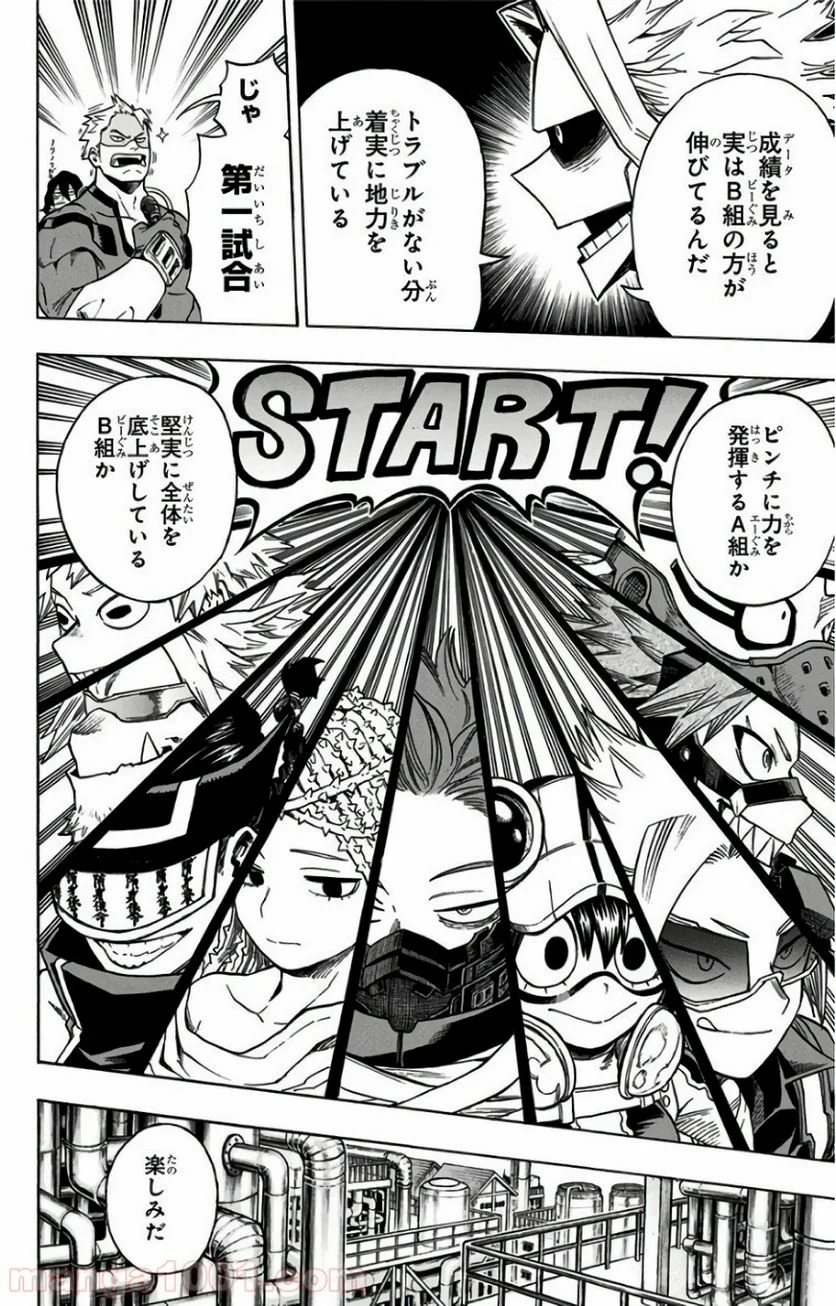 成績を見ると
実はB組の方が
伸びてるんだ
トラブルがない分
着実に地力を
上げている
じゃ
第一試合
START!
ピンチに力を
発揮するA組か
堅実に全体を
底上げしている
B組か
楽しみだ
manga1001.com